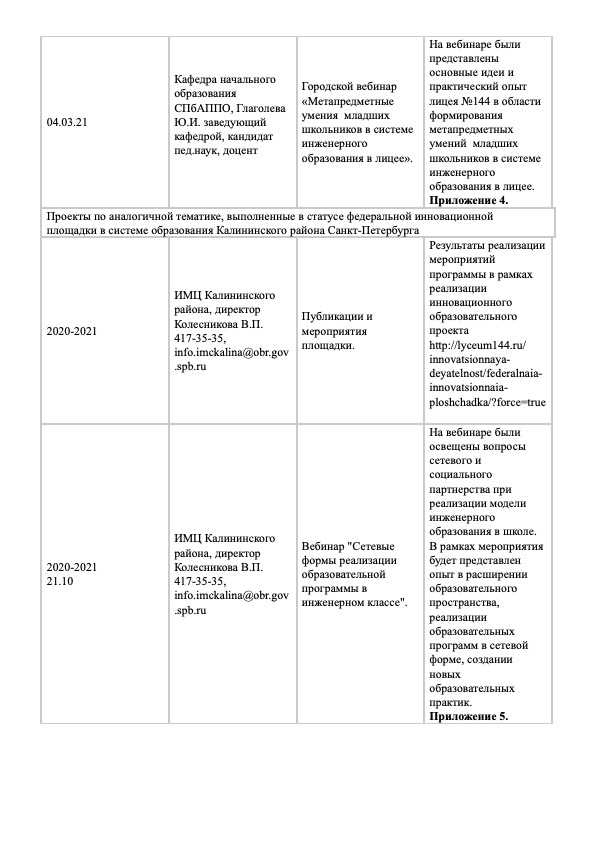 04.03.21
Кафедра начального
образования
СПбАППО, Глаголева
Ю.И. заведующий
кафедрой, кандидат
пед.наук, доцент
Городской вебинар
«Метапредметные
умения  младших
школьников в системе
инженерного
образования в лицее».
На вебинаре были
представлены
основные идеи и
практический опыт
лицея №144 в области
формирования
метапредметных
умений  младших
школьников в системе
инженерного
образования в лицее.
Приложение 4.
Проекты по аналогичной тематике, выполненные в статусе федеральной инновационной
площадки в системе образования Калининского района Санкт-Петербурга
2020-2021
ИМЦ Калининского
района, директор
Колесникова В.П.
417-35-35,
info.imckalina@obr.gov
.spb.ru
Публикации и
мероприятия
площадки.
Результаты реализации
мероприятий
программы в рамках
реализации
инновационного
образовательного
проекта
http://lyceum144.ru/
innovatsionnaya-
deyatelnost/federalnaia-
innovatsionnaia-
ploshchadka/?force=true
2020-2021
21.10
ИМЦ Калининского
района, директор
Колесникова В.П.
417-35-35,
info.imckalina@obr.gov
.spb.ru
Вебинар "Сетевые
формы реализации
образовательной
программы в
инженерном классе".
На вебинаре были
освещены вопросы
сетевого и
социального
партнерства при
реализации модели
инженерного
образования в школе.
В рамках мероприятия
будет представлен
опыт в расширении
образовательного
пространства,
реализации
образовательных
программ в сетевой
форме, создании
новых
образовательных
практик.
Приложение 5.